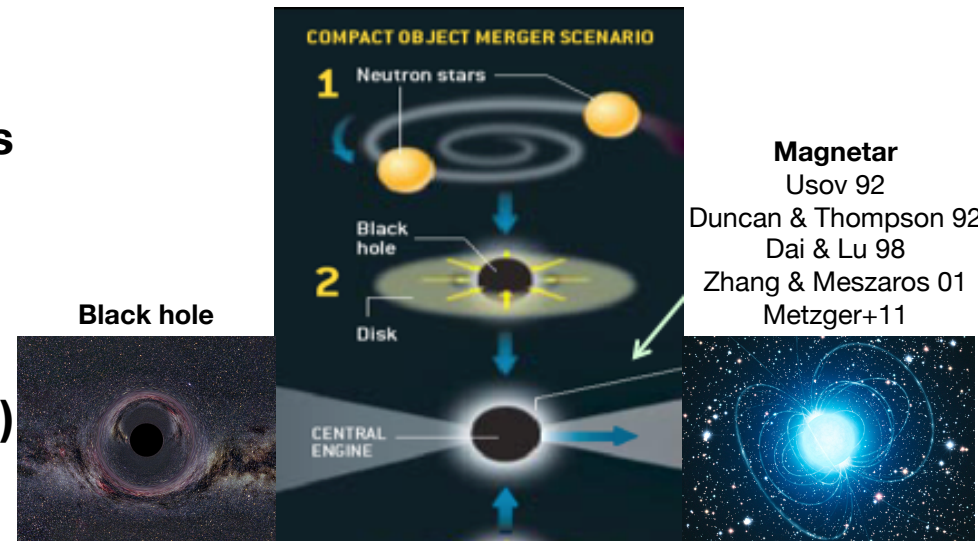 s
)
Black hole
COMPACT OBJECT MERGER SCENARIO
1
Neutron stars
Black
hole
2
Disk
CENTRAL
ENGINE
Magnetar
Usov 92
Duncan & Thompson 92
Dai & Lu 98
Zhang & Meszaros 01
Metzger+11